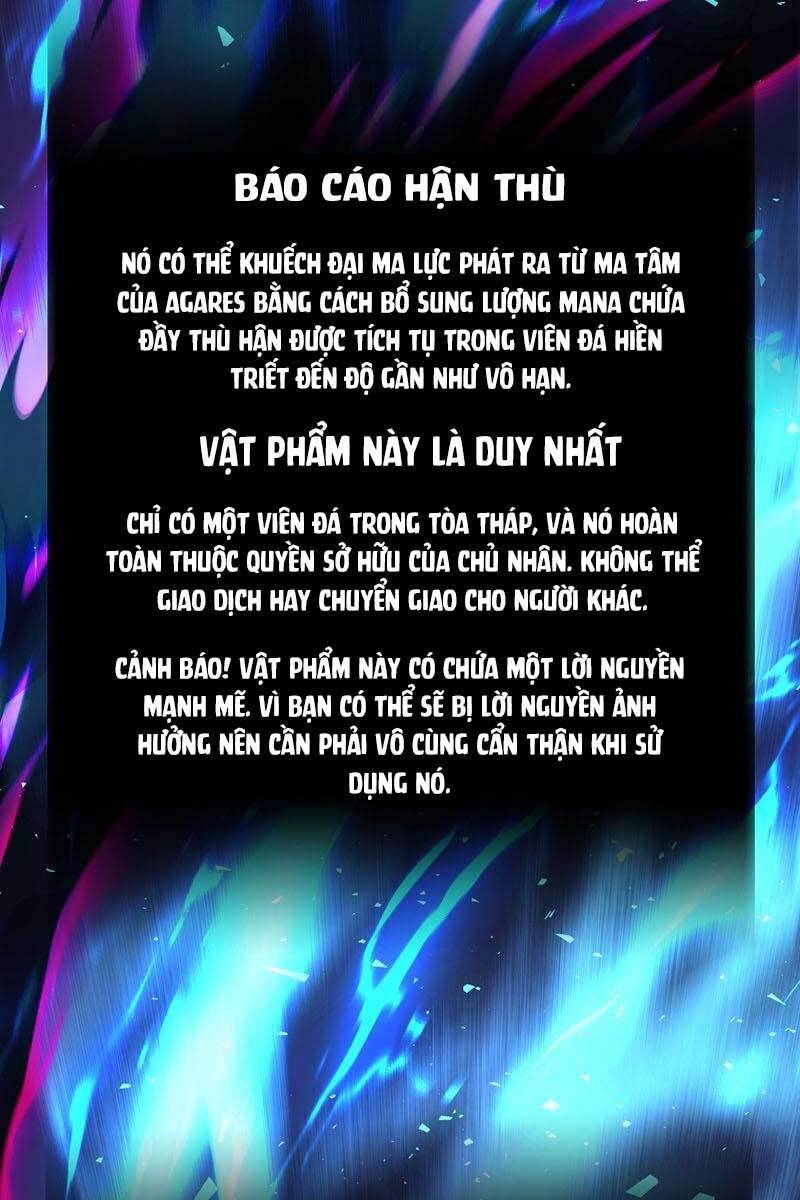 BÁO CÁO HẬN THÙ
NÓ CÓ THỂ KHUẾCH ĐẠI MA LỰC PHÁT RA TỪ MA TÂM
CỦA AGARES BẰNG CÁCH BỔ SUNG LƯỢNG MANA CHỨA
ĐẦY THÙ HẬN ĐƯỢC TÍCH TỤ TRONG VIÊN ĐÁ HIỀN
TRIẾT ĐẾN ĐỘ GẦN NHƯ VÔ HẠN.
VẬT PHẨM NÀY LÀ DUY NHẤT
CHỈ CÓ MỘT VIÊN ĐÁ TRONG TÒA THÁP, VÀ NÓ HOÀN
TOÀN THUỘC QUYỀN SỞ HỮU CỦA CHỦ NHÂN. KHÔNG THỂ
GIAO DỊCH HAY CHUYỂN GIAO CHO NGƯỜI KHÁC.
CẢNH BÁO! VẬT PHẨM NÀY CÓ CHỨA MỘT LỜI NGUYỀN
MẠNH MẼ. VÌ BẠN CÓ THỂ SẼ BỊ LỜI NGUYỀN ẢNH
HƯỞNG NÊN CẦN PHẢI VÔ CÙNG CẨN THẬN KHI SỬ
DỤNG NÓ.